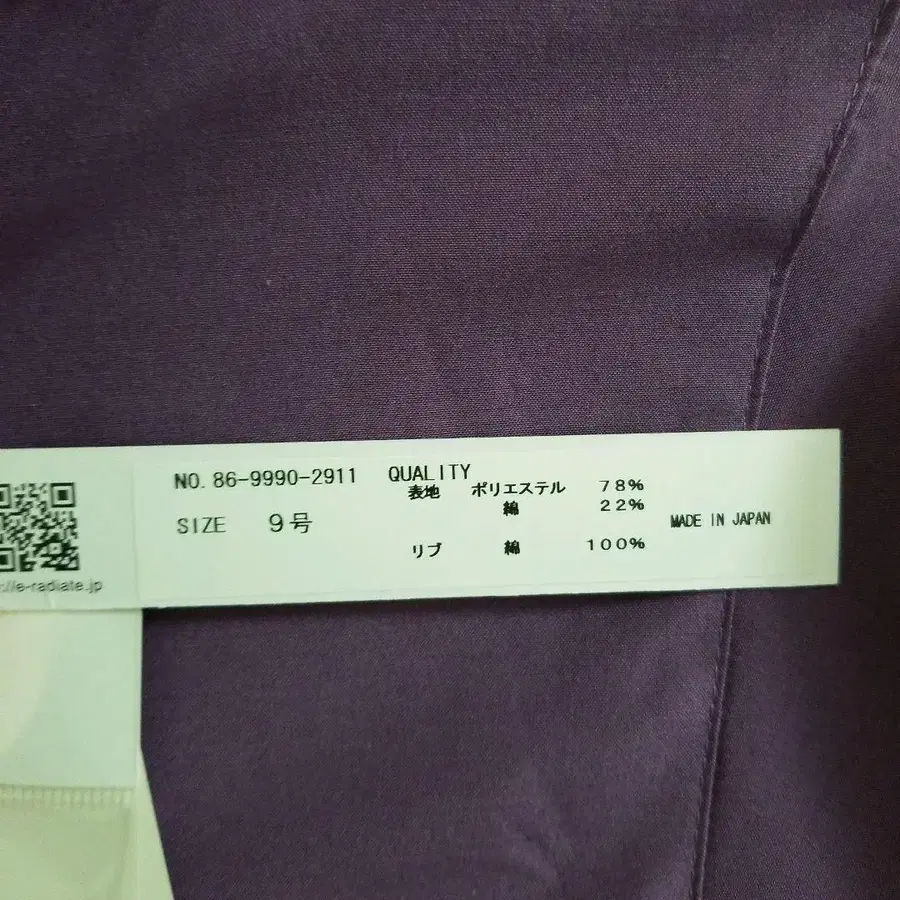 NO. 86-9990-2911 QUALITY
表地 ポリエステル 78%
綿 22%
SIZE 9号
MADE IN JAPAN
リブ 綿 100%
://e-radiate.jp